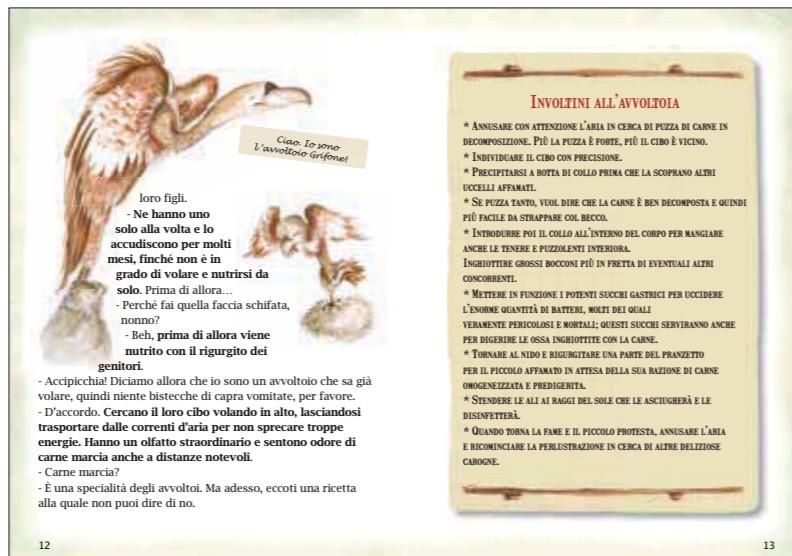 Ciao. Io sono
l'avvoltoio Grifone!
loro figli.
- Ne hanno uno
solo alla volta e lo
accudiscono per molti
mesi, finché non è in
grado di volare e nutrirsi da
solo. Prima di allora…
- Perché fai quella faccia schifata,
nonno?
- Beh, prima di allora viene
nutrito con il rigurgito dei
genitori.
- Accipicchia! Diciamo allora che io sono un avvoltoio che sa già
volare, quindi niente bistecche di capra vomitate, per favore.
- D'accordo. Cercano il loro cibo volando in alto, lasciandosi
trasportare dalle correnti d'aria per non sprecare troppe
energie. Hanno un olfatto straordinario e sentono odore di
carne marcia anche a distanze notevoli.
- Carne marcia?
- È una specialità degli avvoltoi. Ma adesso, eccoti una ricetta
alla quale non puoi dire di no.
12
INVOLTINI ALL'AVVOLTOIA
* ANNUSARE CON ATTENZIONE L'ARIA IN CERCA DI PUZZA DI CARNE IN
DECOMPOSIZIONE. PIÙ LA PUZZA È FORTE, PIÙ IL CIBO È VICINO.
* INDIVIDUARE IL CIBO CON PRECISIONE.
* PRECIPITARSI A ROTTA DI COLLO PRIMA CHE LA SCOPRANO ALTRI
UCCELLI AFFAMATI.
* SE PUZZA TANTO, VUOL DIRE CHE LA CARNE È BEN DECOMPOSTA E QUINDI
PIÙ FACILE DA STRAPPARE COL BECCO.
* INTRODURRE POI IL COLLO ALL'INTERNO DEL CORPO PER MANGIARE
ANCHE LE TENERE E PUZZOLENTI INTERIORA.
INGHIOTTIRE GROSSI BOCCONI PIÙ IN FRETTA DI EVENTUALI ALTRI
CONCORRENTI.
* METTERE IN FUNZIONE I POTENTI SUCCHI GASTRICI PER UCCIDERE
L'ENORME QUANTITÀ DI BATTERI, MOLTI DEI QUALI
VERAMENTE PERICOLOSI E MORTALI; QUESTI SUCCHI SERVIRANNO ANCHE
PER DIGERIRE LE OSSA INGHIOTTITE CON LA CARNE.
* TORNARE AL NIDO E RIGURGITARE UNA PARTE DEL PRANZETTO
PER IL PICCOLO AFFAMATO IN ATTESA DELLA SUA RAZIONE DI CARNE
OMOGENEIZZATA E PREDIGERITA.
* STENDERE LE ALI AI RAGGI DEL SOLE CHE LE ASCIUGHERÀ E LE
DISINFETTERÀ.
* QUANDO TORNA LA FAME E IL PICCOLO PROTESTA, ANNUSARE L'ARIA
E RICOMINCIARE LA PERLUSTRAZIONE IN CERCA DI ALTRE DELIZIOSE
CAROGNE.
13